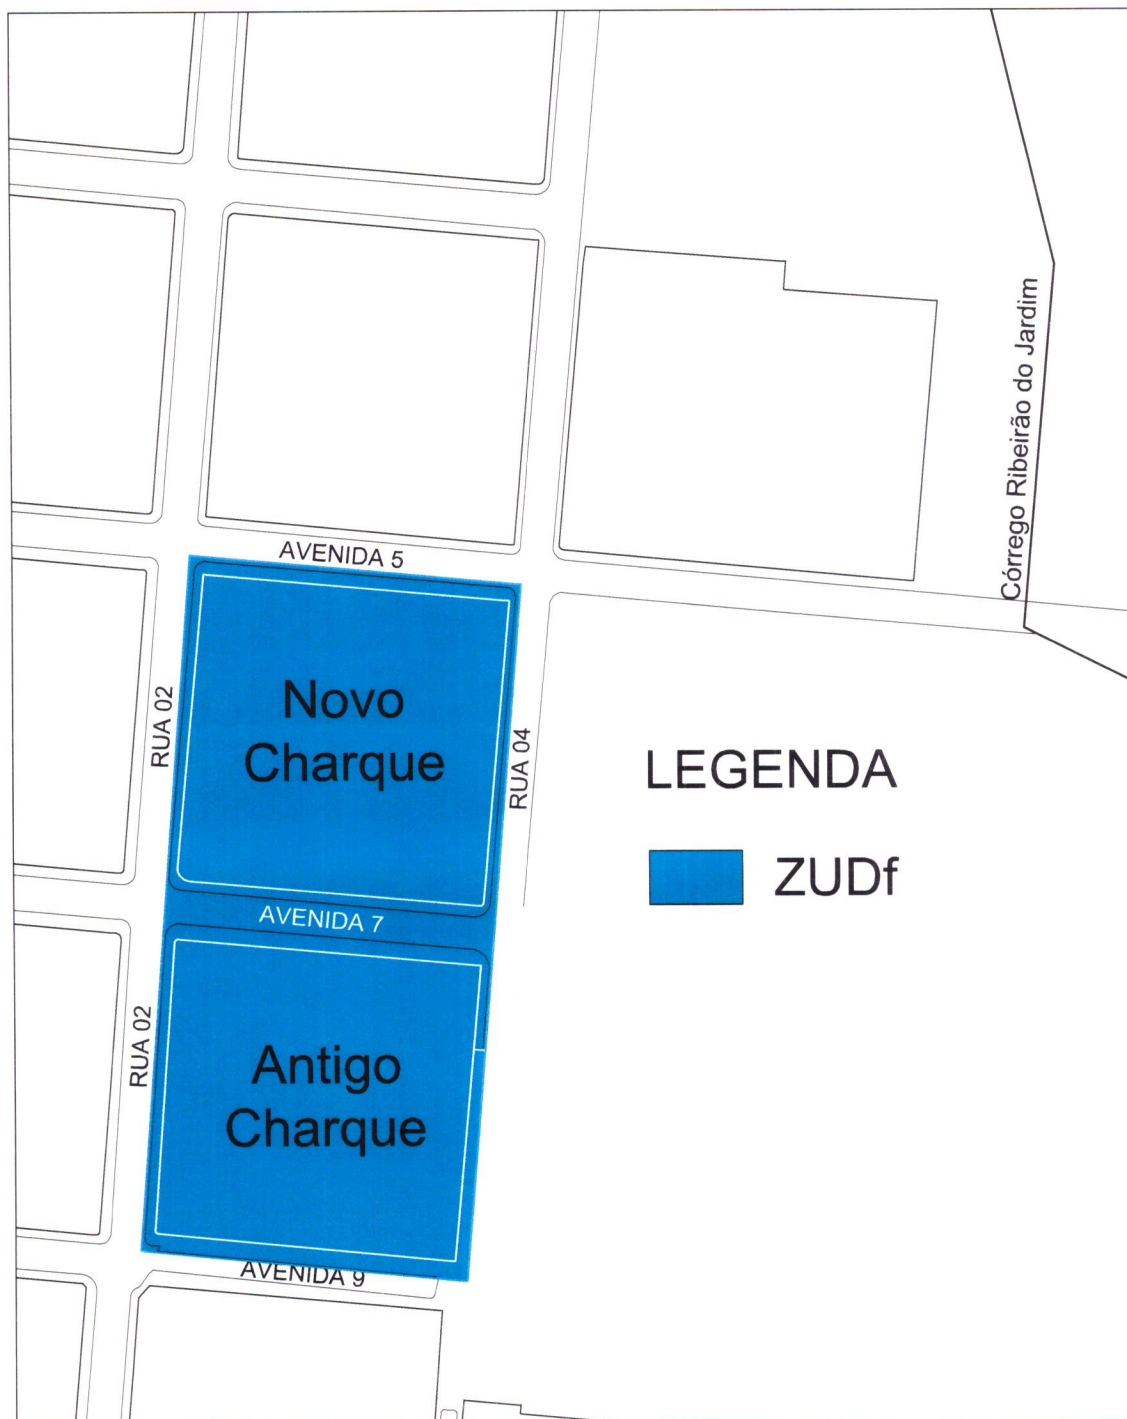 Córrego Ribeirão do Jardim
AVENIDA 5
RUA 02
Novo
Charque
RUA 04
LEGENDA
ZUDf
AVENIDA 7
RUA 02
Antigo
Charque
AVENIDA 9